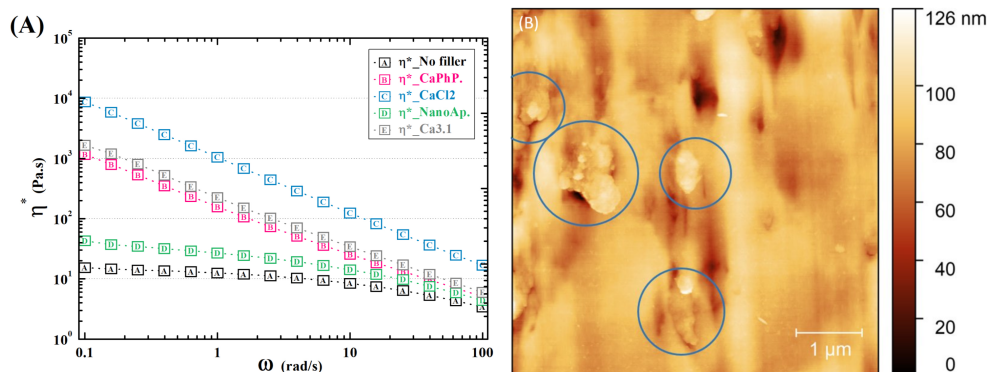 (A)
10^5
10^4
10^3
10^2
10^1
10^0
η* (Pa.s)
0.1 1 10 100
ω (rad/s)
A η*_No filler
B η*_CaPhP.
C η*_CaCl2
D η*_NanoAp.
E η*_Ca3.1
(B)
1 μm
126 nm
100
80
60
40
20
0